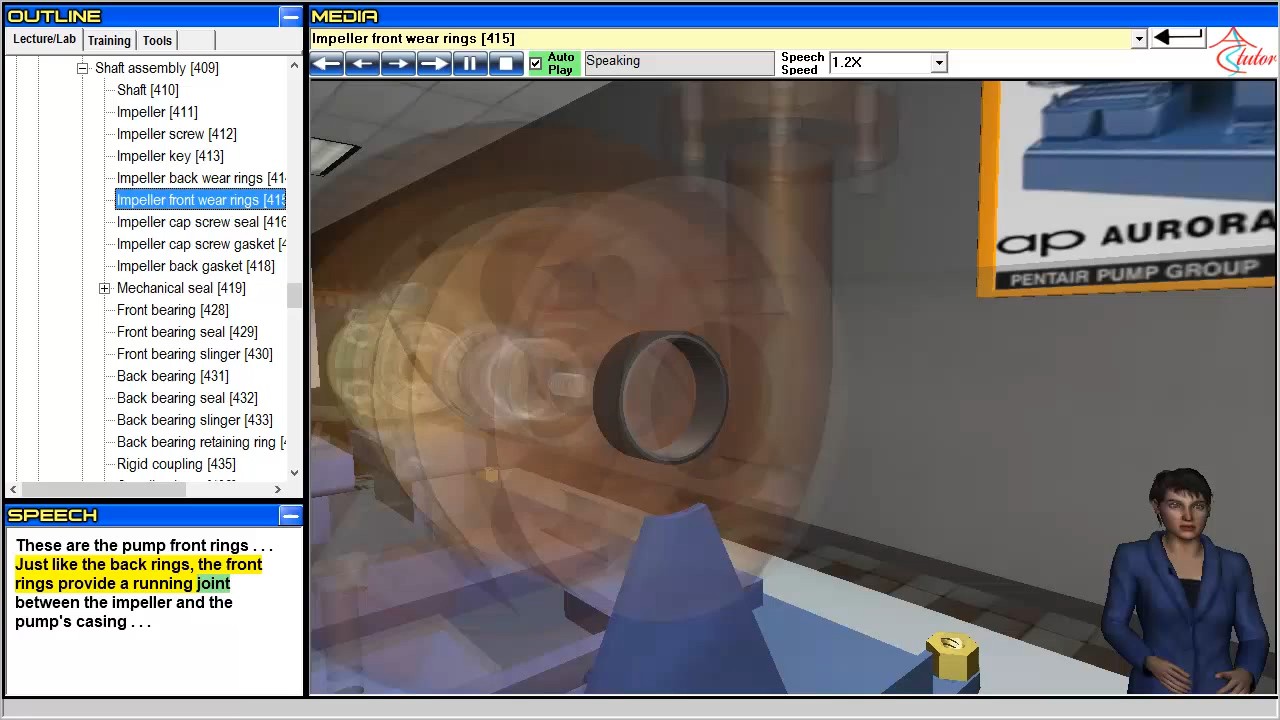 OUTLINE
Lecture/Lab Training Tools
Shaft assembly [409]
Shaft [410]
Impeller [411]
Impeller screw [412]
Impeller key [413]
Impeller back wear rings [41
Impeller front wear rings [415
Impeller cap screw seal [416
Impeller cap screw gasket [4
Impeller back gasket [418]
Mechanical seal [419]
Front bearing [428]
Front bearing seal [429]
Front bearing slinger [430]
Back bearing [431]
Back bearing seal [432]
Back bearing slinger [433]
Back bearing retaining ring [
Rigid coupling [435]
SPEECH
These are the pump front rings . . .
Just like the back rings, the front
rings provide a running joint
between the impeller and the
pump's casing . . .
MEDIA
Impeller front wear rings [415]
tutor
Auto
Play
Speaking
Speech
Speed
1.2X
ap AURORA
PENTAIR PUMP GROUP